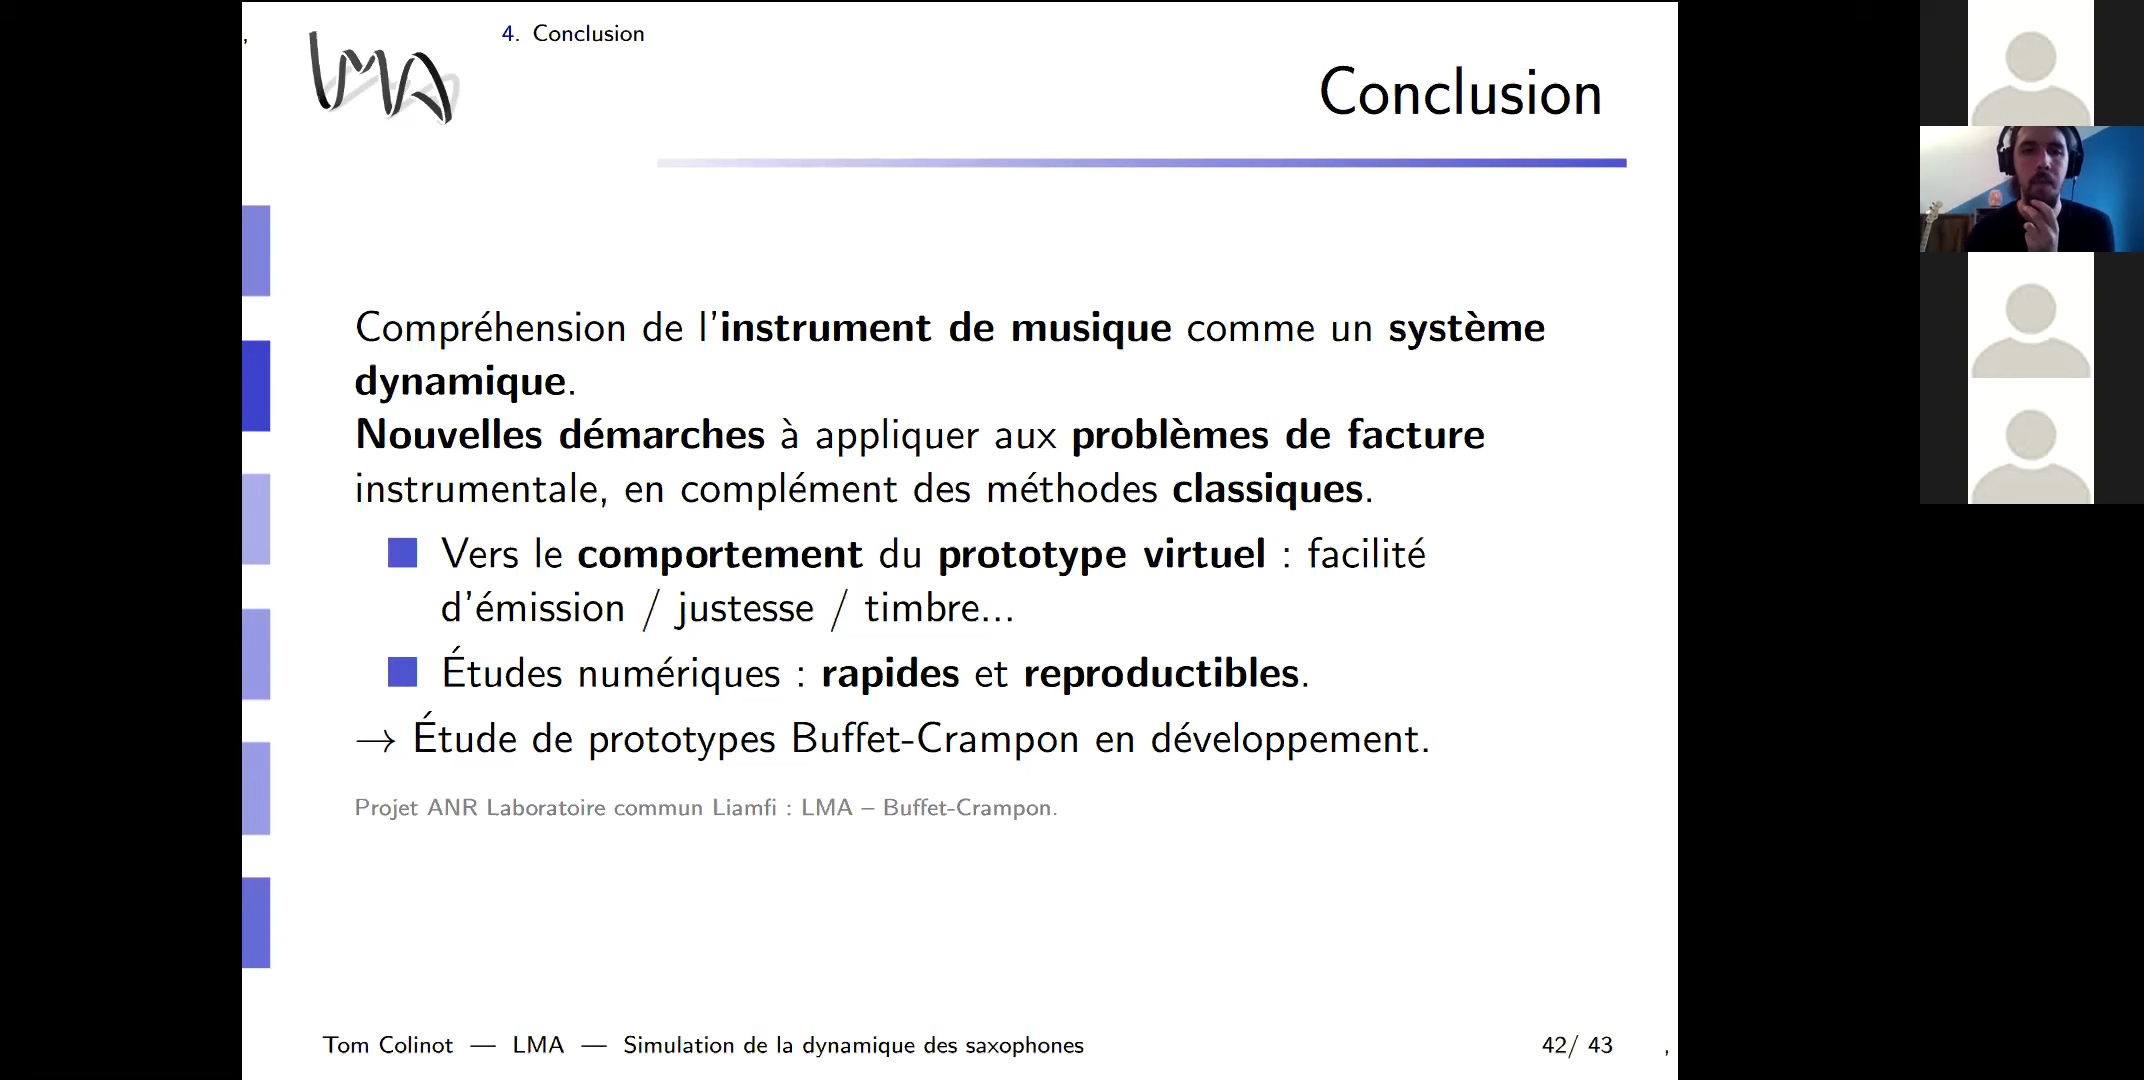 4. Conclusion
LMA
Conclusion
Compréhension de l'instrument de musique comme un système
dynamique.
Nouvelles démarches à appliquer aux problèmes de facture
instrumentale, en complément des méthodes classiques.
Vers le comportement du prototype virtuel : facilité
d'émission / justesse / timbre...
Études numériques : rapides et reproductibles.
→ Étude de prototypes Buffet-Crampon en développement.
Projet ANR Laboratoire commun Liamfi : LMA – Buffet-Crampon.
Tom Colinot — LMA — Simulation de la dynamique des saxophones
42/ 43